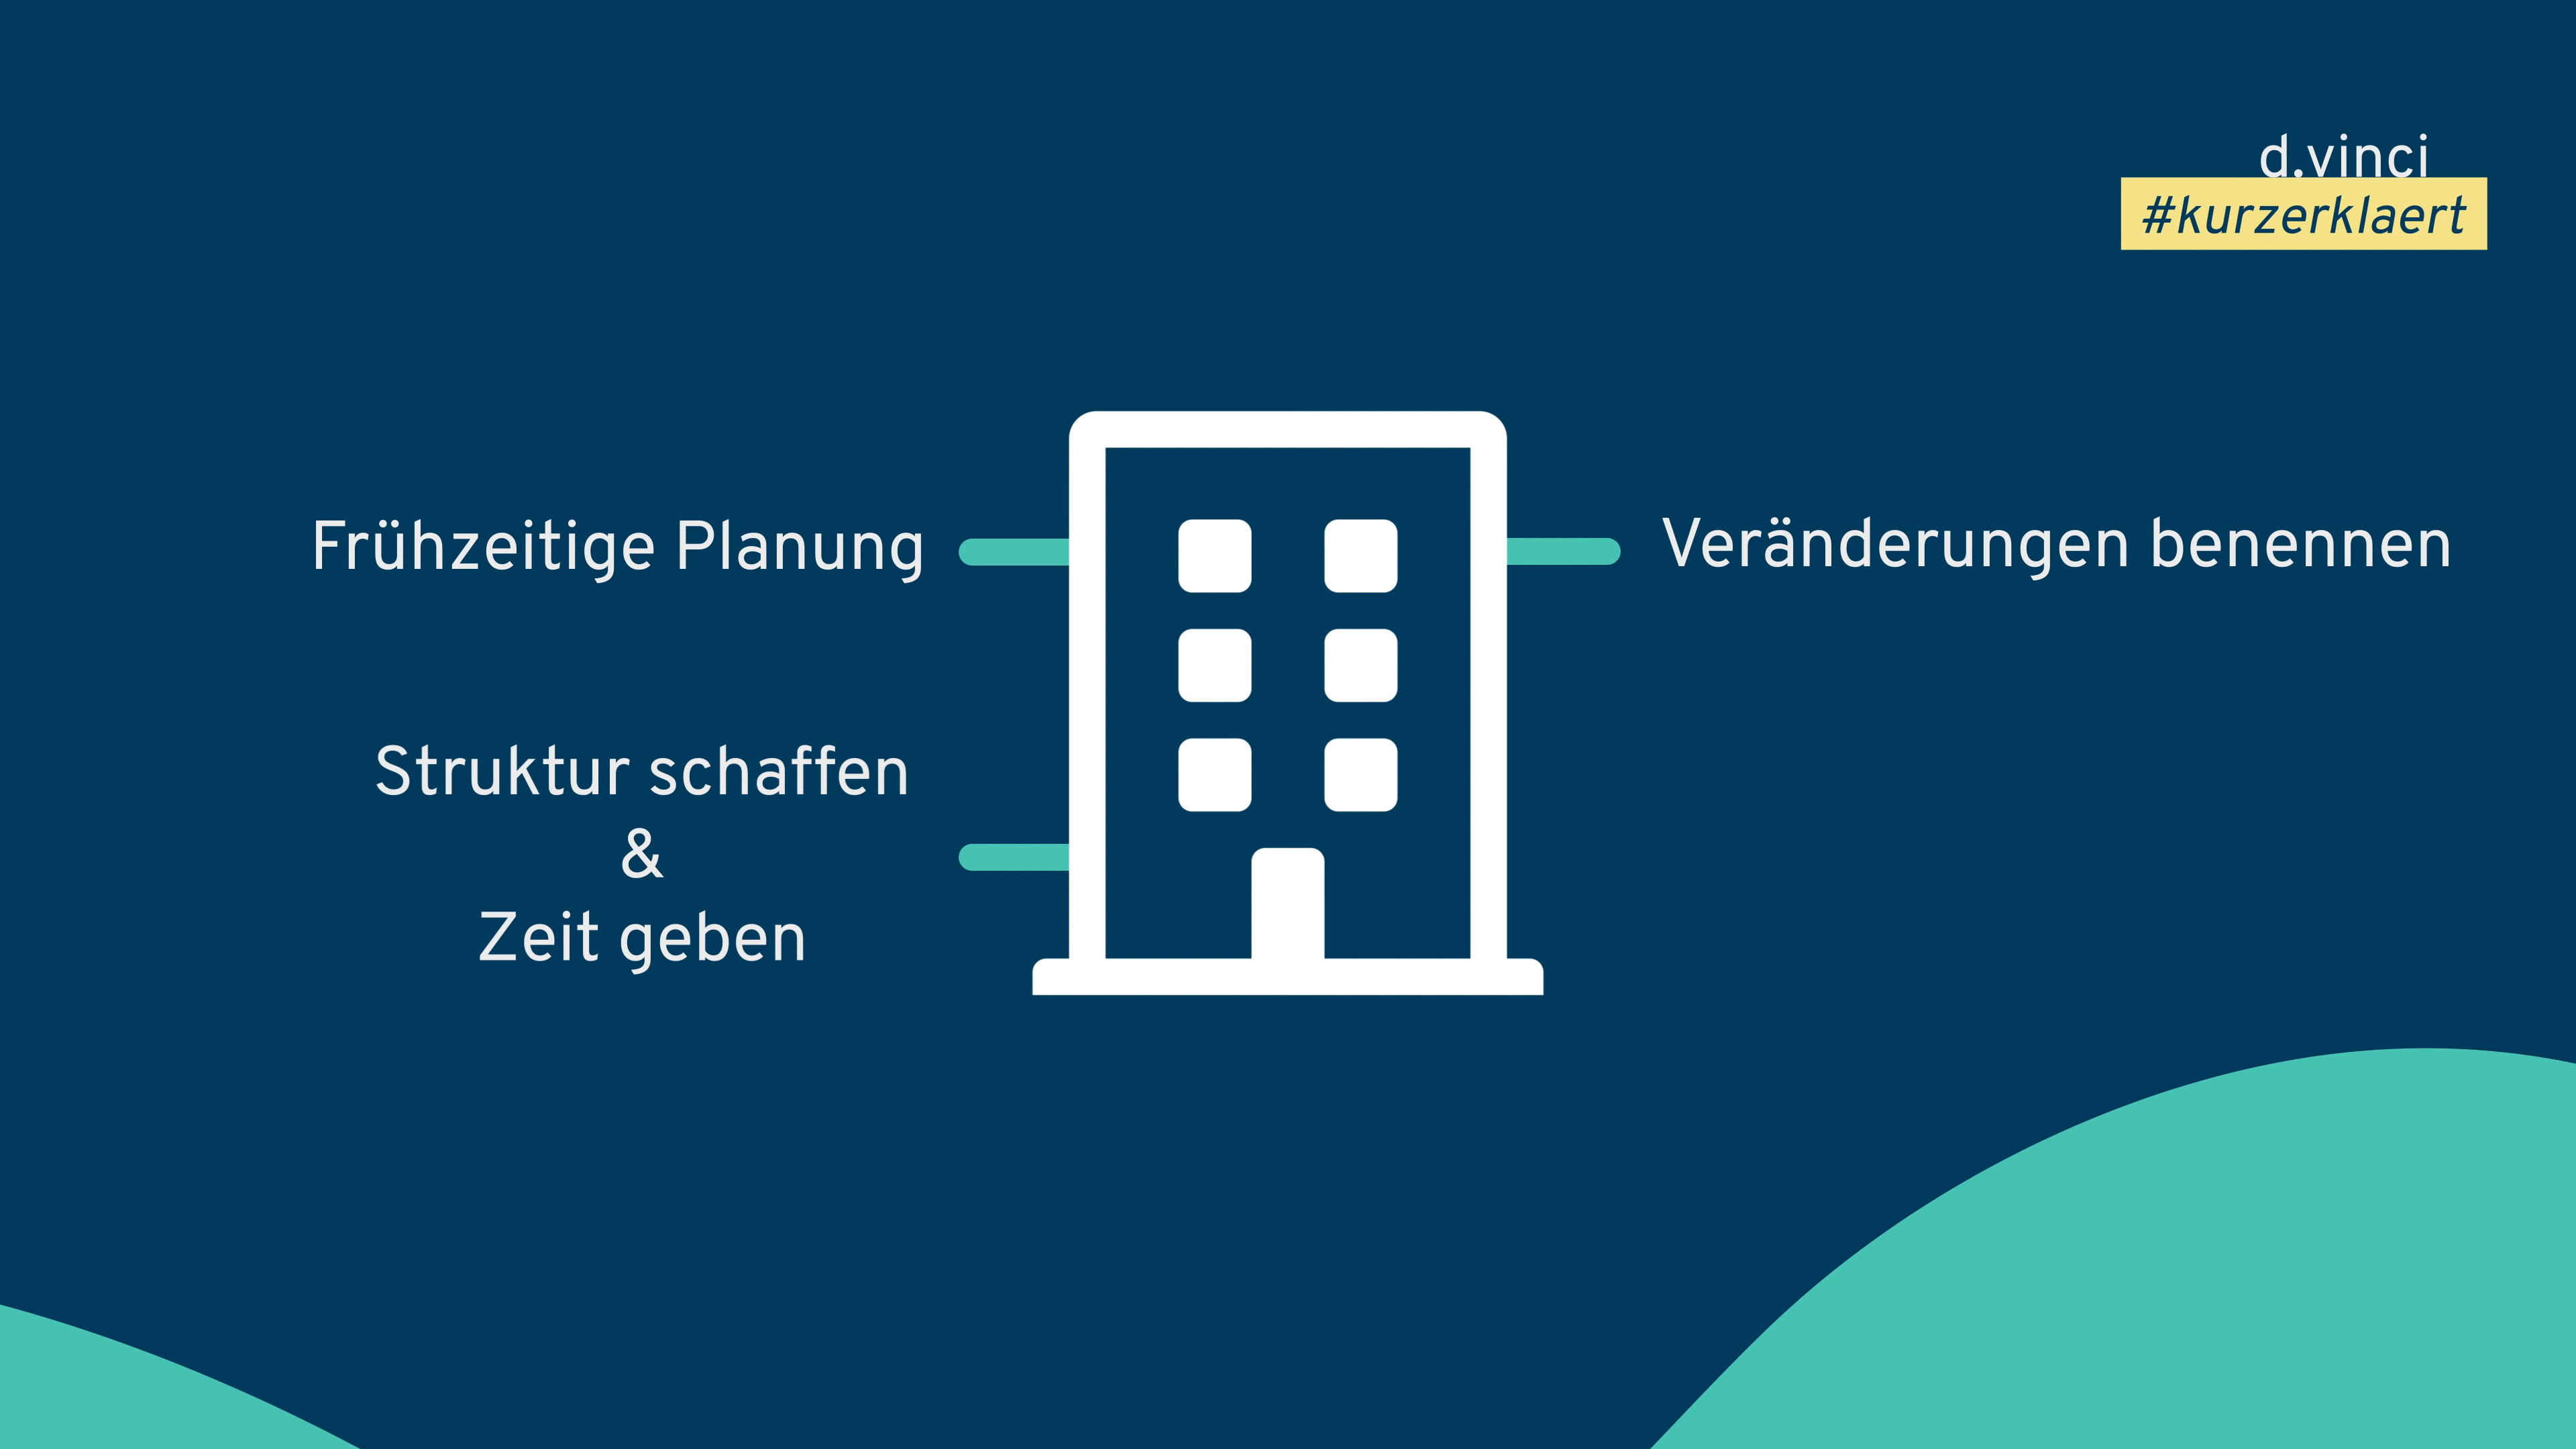 d.vinci
#kurzerklaert
Frühzeitige Planung
Veränderungen benennen
Struktur schaffen
&
Zeit geben